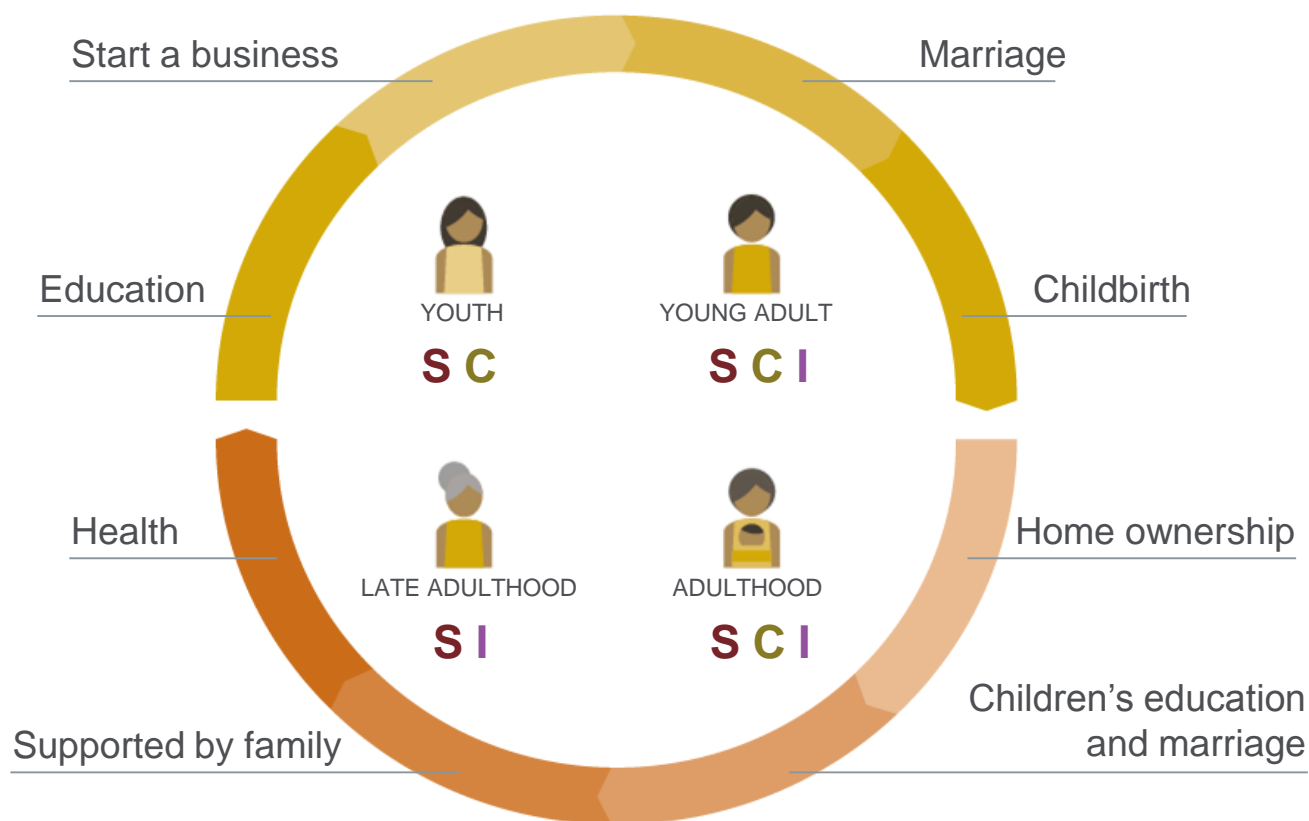 Start a business
Marriage
Education
Childbirth
YOUTH
S C
YOUNG ADULT
S C I
Health
Home ownership
LATE ADULTHOOD
S I
ADULTHOOD
S C I
Supported by family
Children’s education
and marriage